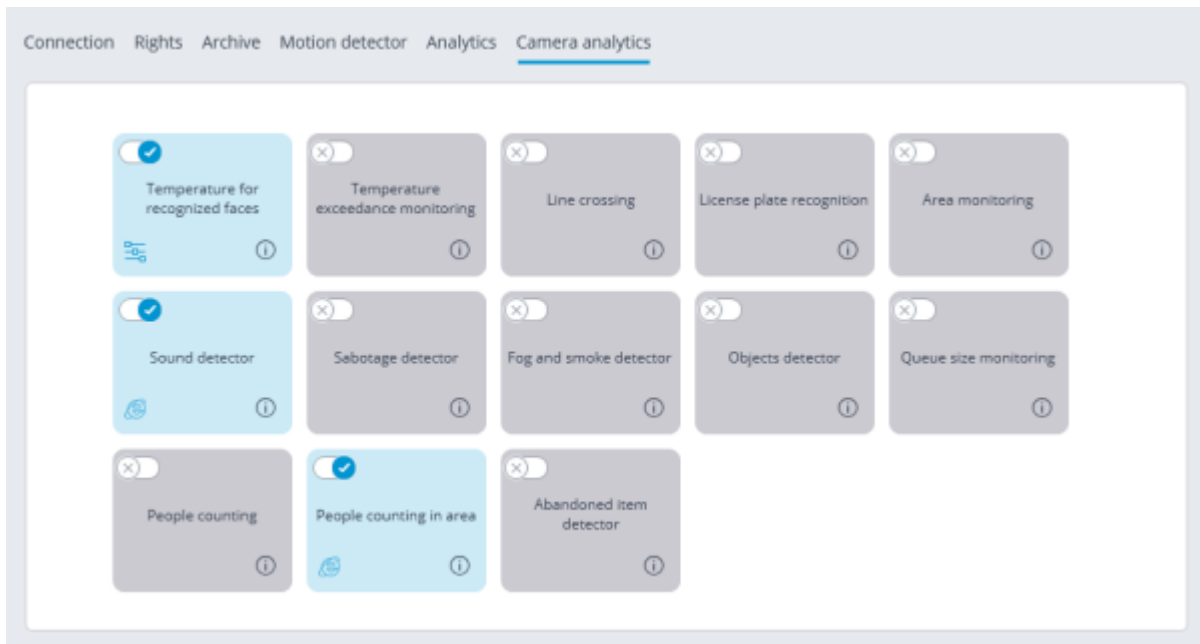 Connection Rights Archive Motion detector Analytics Camera analytics
Temperature for
recognized faces
Temperature
exceedance monitoring
Line crossing
License plate recognition
Area monitoring
Sound detector
Sabotage detector
Fog and smoke detector
Objects detector
Queue size monitoring
People counting
People counting in area
Abandoned item
detector